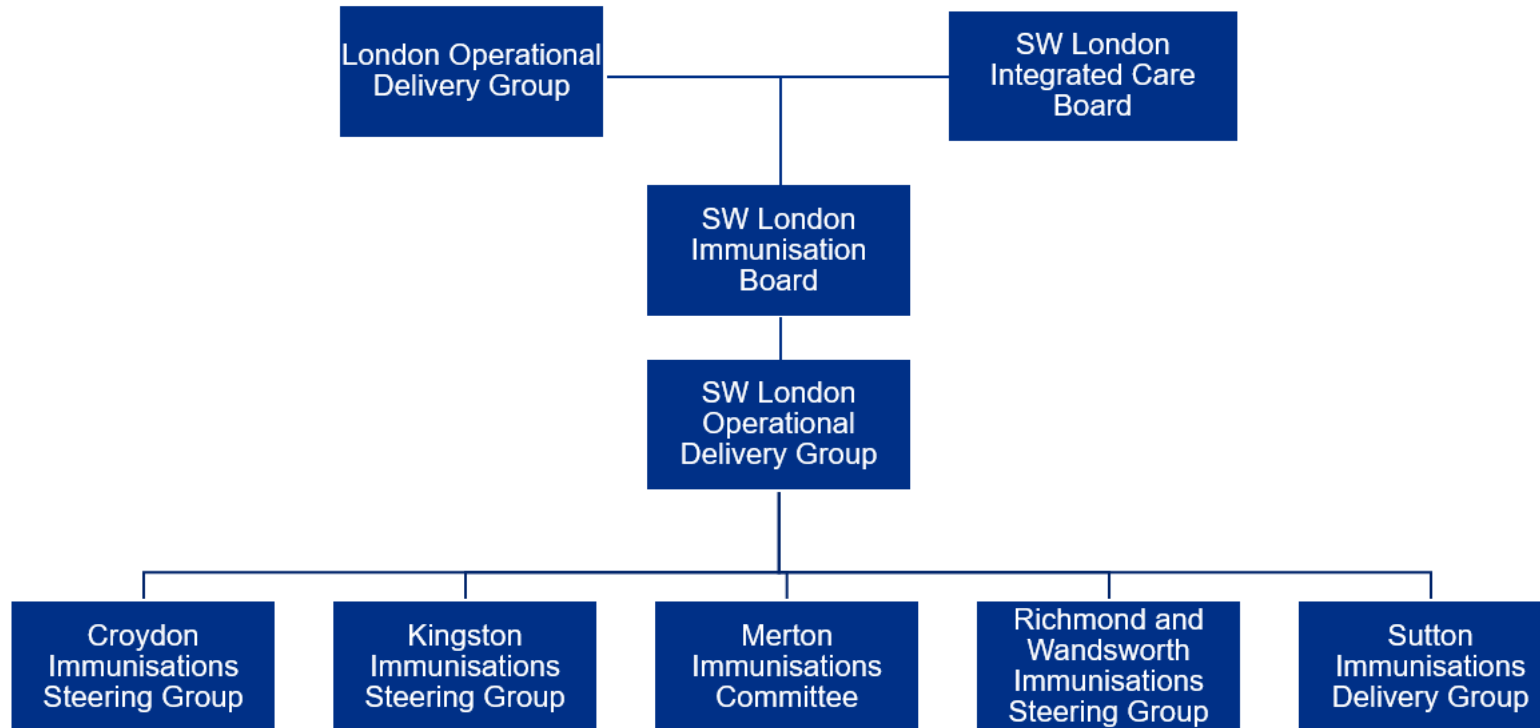 London Operational
Delivery Group
SW London
Integrated Care
Board
SW London
Immunisation
Board
SW London
Operational
Delivery Group
Croydon
Immunisations
Steering Group
Kingston
Immunisations
Steering Group
Merton
Immunisations
Committee
Richmond and
Wandsworth
Immunisations
Steering Group
Sutton
Immunisations
Delivery Group